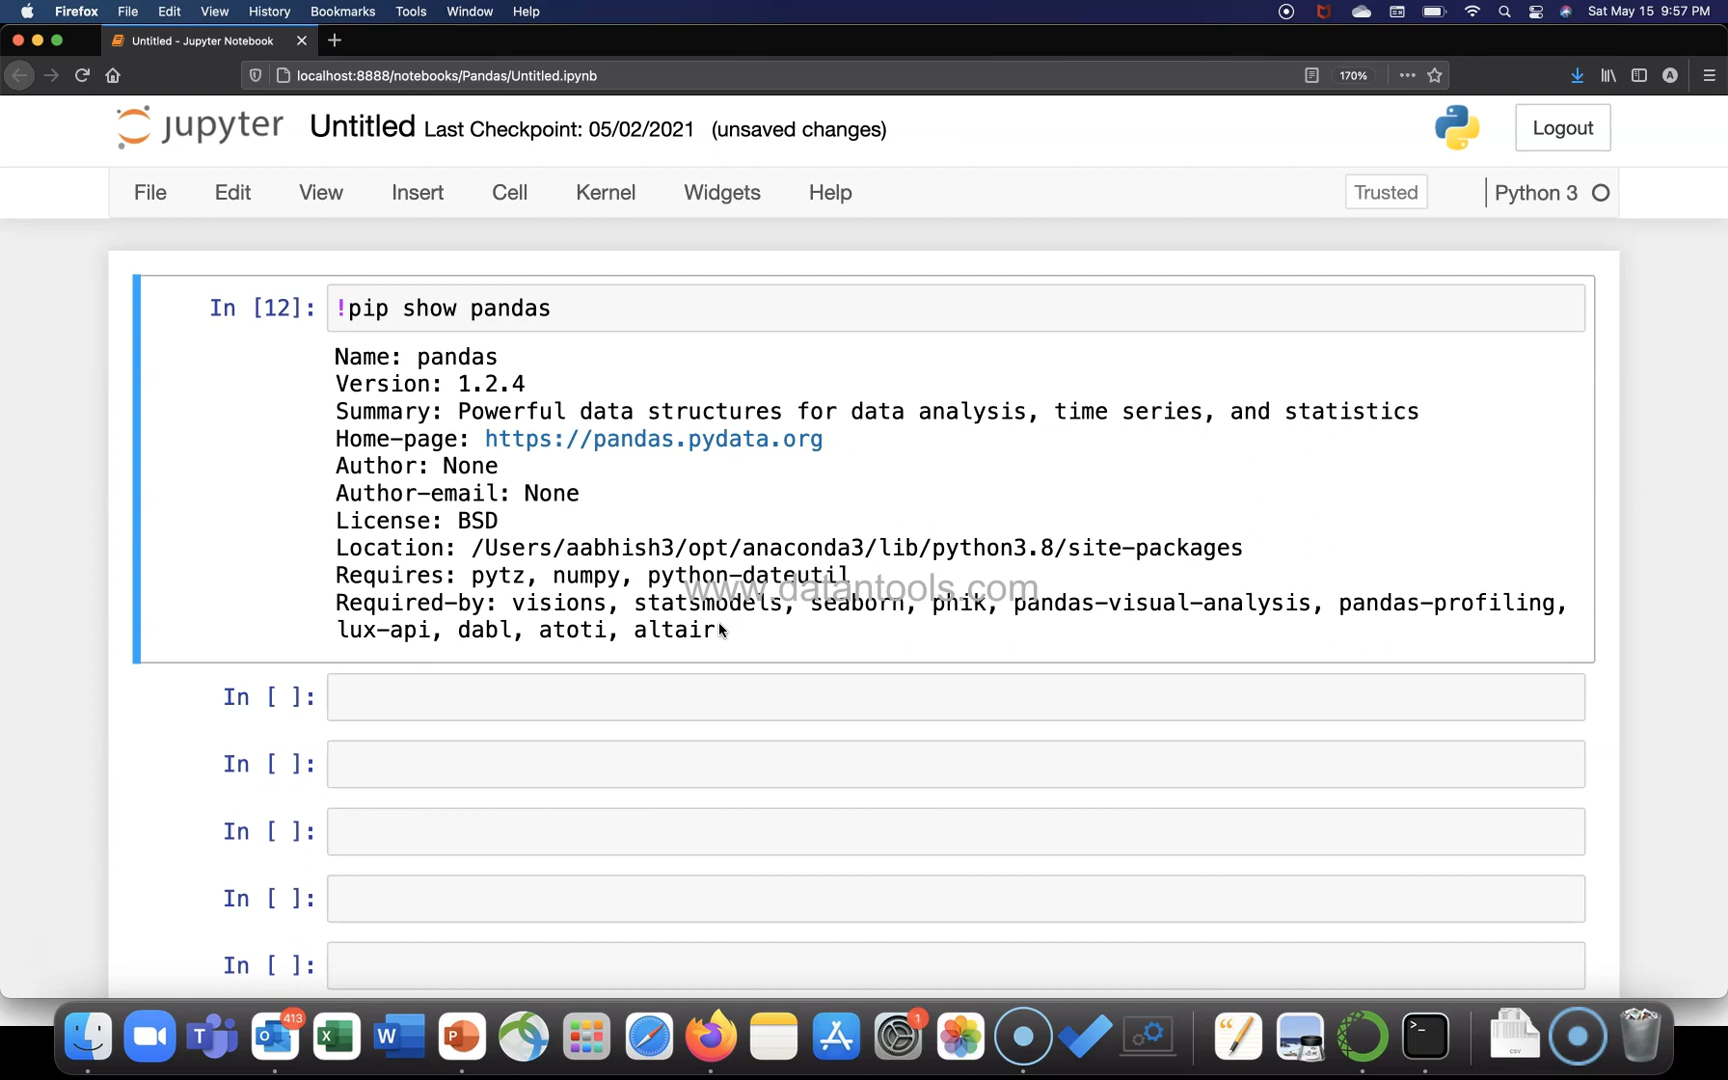 Firefox File Edit View History Bookmarks Tools Window Help Sat May 15 9:57 PM
Untitled - Jupyter Notebook
localhost:8888/notebooks/Pandas/Untitled.ipynb 170%
jupyter Untitled Last Checkpoint: 05/02/2021 (unsaved changes) Logout
File Edit View Insert Cell Kernel Widgets Help Trusted Python 3
In [12]: !pip show pandas
Name: pandas
Version: 1.2.4
Summary: Powerful data structures for data analysis, time series, and statistics
Home-page: https://pandas.pydata.org
Author: None
Author-email: None
License: BSD
Location: /Users/aabhish3/opt/anaconda3/lib/python3.8/site-packages
Requires: pytz, numpy, python-dateutil
www.datantools.com
Required-by: visions, statsmodels, seaborn, phik, pandas-visual-analysis, pandas-profiling,
lux-api, dabl, atoti, altair
In [ ]:
In [ ]:
In [ ]:
In [ ]:
In [ ]:
413
1
CSV